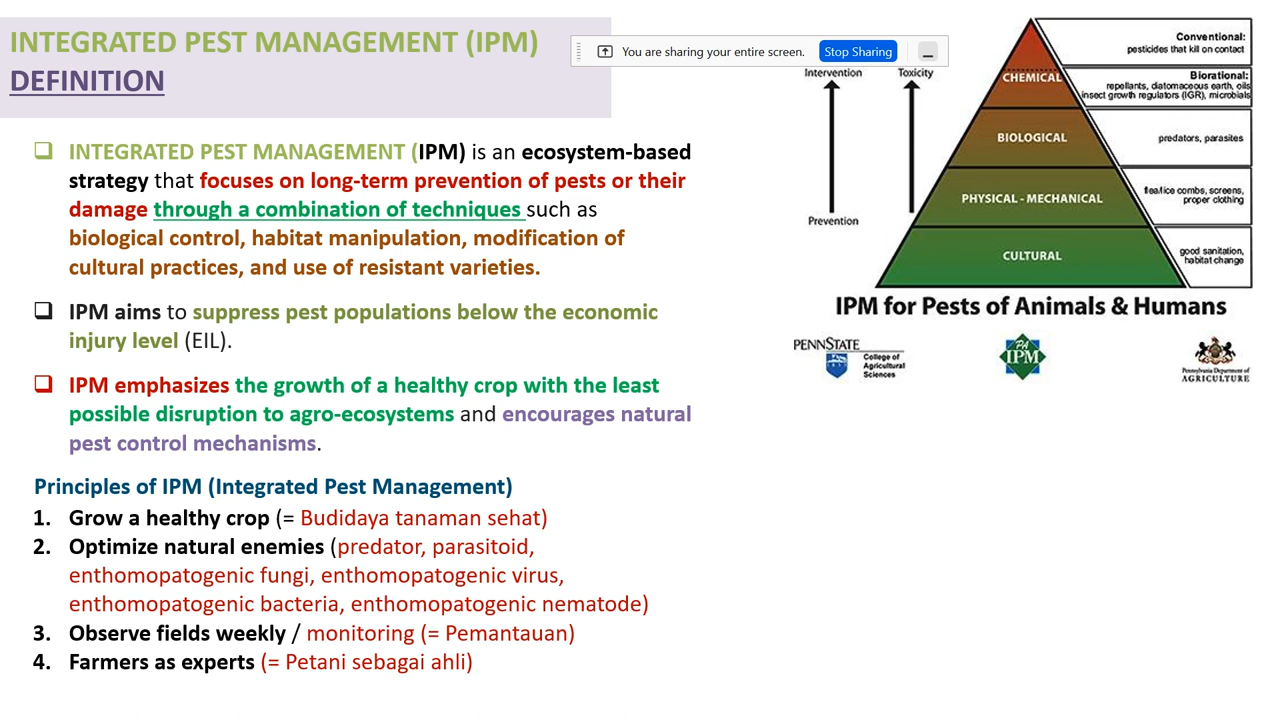 INTEGRATED PEST MANAGEMENT (IPM)
DEFINITION
You are sharing your entire screen.
Stop Sharing
❑ INTEGRATED PEST MANAGEMENT (IPM) is an ecosystem-based
strategy that focuses on long-term prevention of pests or their
damage through a combination of techniques such as
biological control, habitat manipulation, modification of
cultural practices, and use of resistant varieties.
❑ IPM aims to suppress pest populations below the economic
injury level (EIL).
❑ IPM emphasizes the growth of a healthy crop with the least
possible disruption to agro-ecosystems and encourages natural
pest control mechanisms.
Principles of IPM (Integrated Pest Management)
1. Grow a healthy crop (= Budidaya tanaman sehat)
2. Optimize natural enemies (predator, parasitoid,
enthomopatogenic fungi, enthomopatogenic virus,
enthomopatogenic bacteria, enthomopatogenic nematode)
3. Observe fields weekly / monitoring (= Pemantauan)
4. Farmers as experts (= Petani sebagai ahli)
Intervention
Toxicity
Prevention
CHEMICAL
BIOLOGICAL
PHYSICAL - MECHANICAL
CULTURAL
Conventional:
pesticides that kill on contact
Biorational:
repellants, diatomaceous earth, oils
insect growth regulators (IGR), microbials
predators, parasites
flea/lice combs, screens,
proper clothing
good sanitation,
habitat change
IPM for Pests of Animals & Humans
PENNSTATE
College of
Agricultural
Sciences
PA
IPM
Pennsylvania Department of
AGRICULTURE